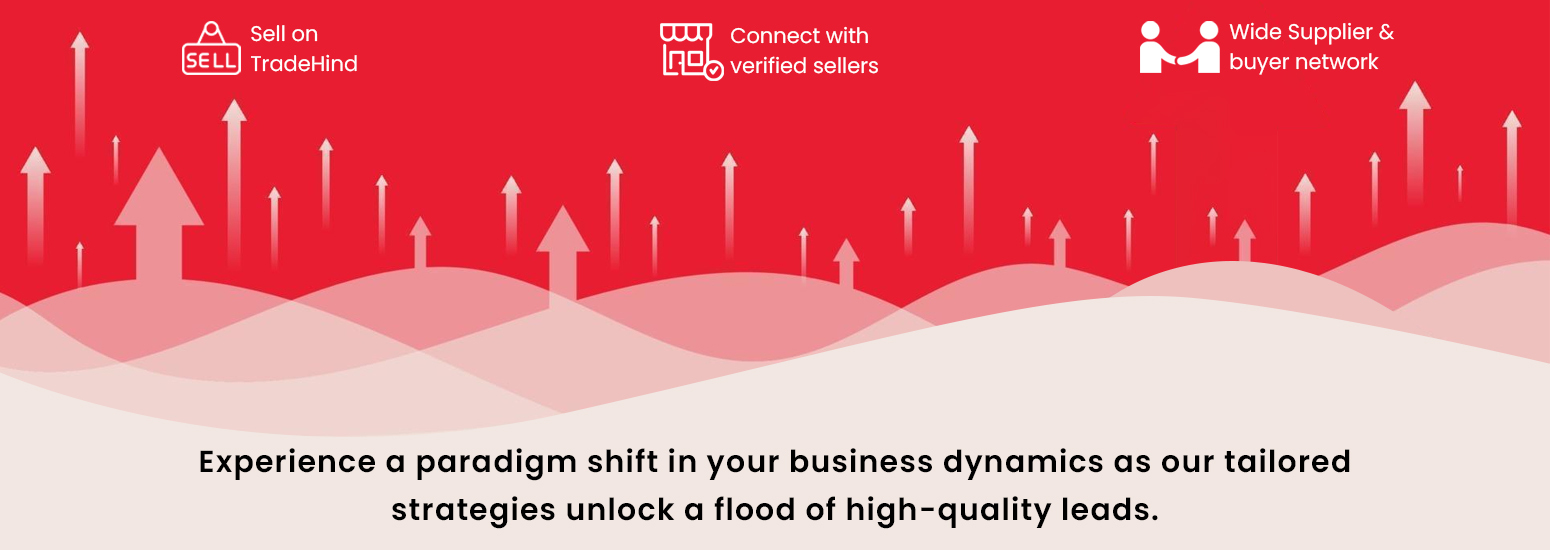 Sell on
TradeHind
SELL
Connect with
verified sellers
Wide Supplier &
buyer network
Experience a paradigm shift in your business dynamics as our tailored
strategies unlock a flood of high-quality leads.